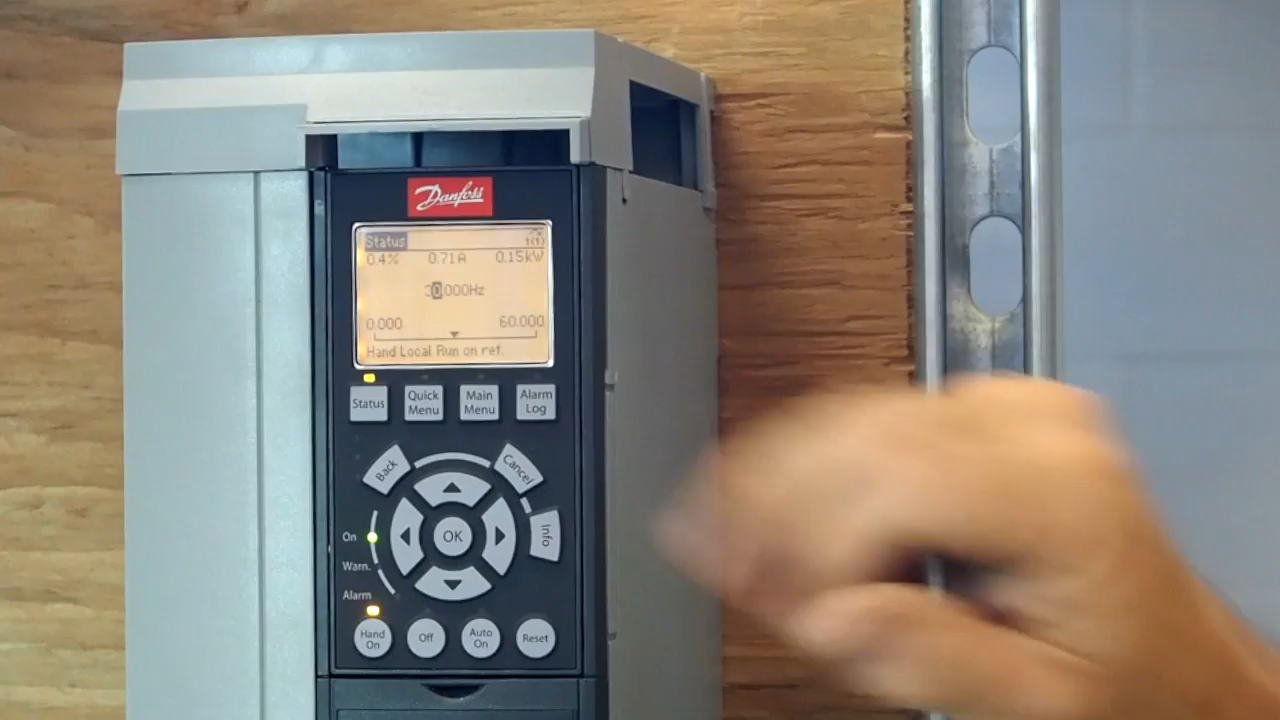 Danfoss
Status
1(1)
0.4% 0.71A 0.15kW
30.000Hz
0.000 60.000
Hand Local Run on ref.
Status Quick Menu Main Menu Alarm Log
Back Cancel
OK
Info
On
Warn.
Alarm
Hand On Off Auto On Reset